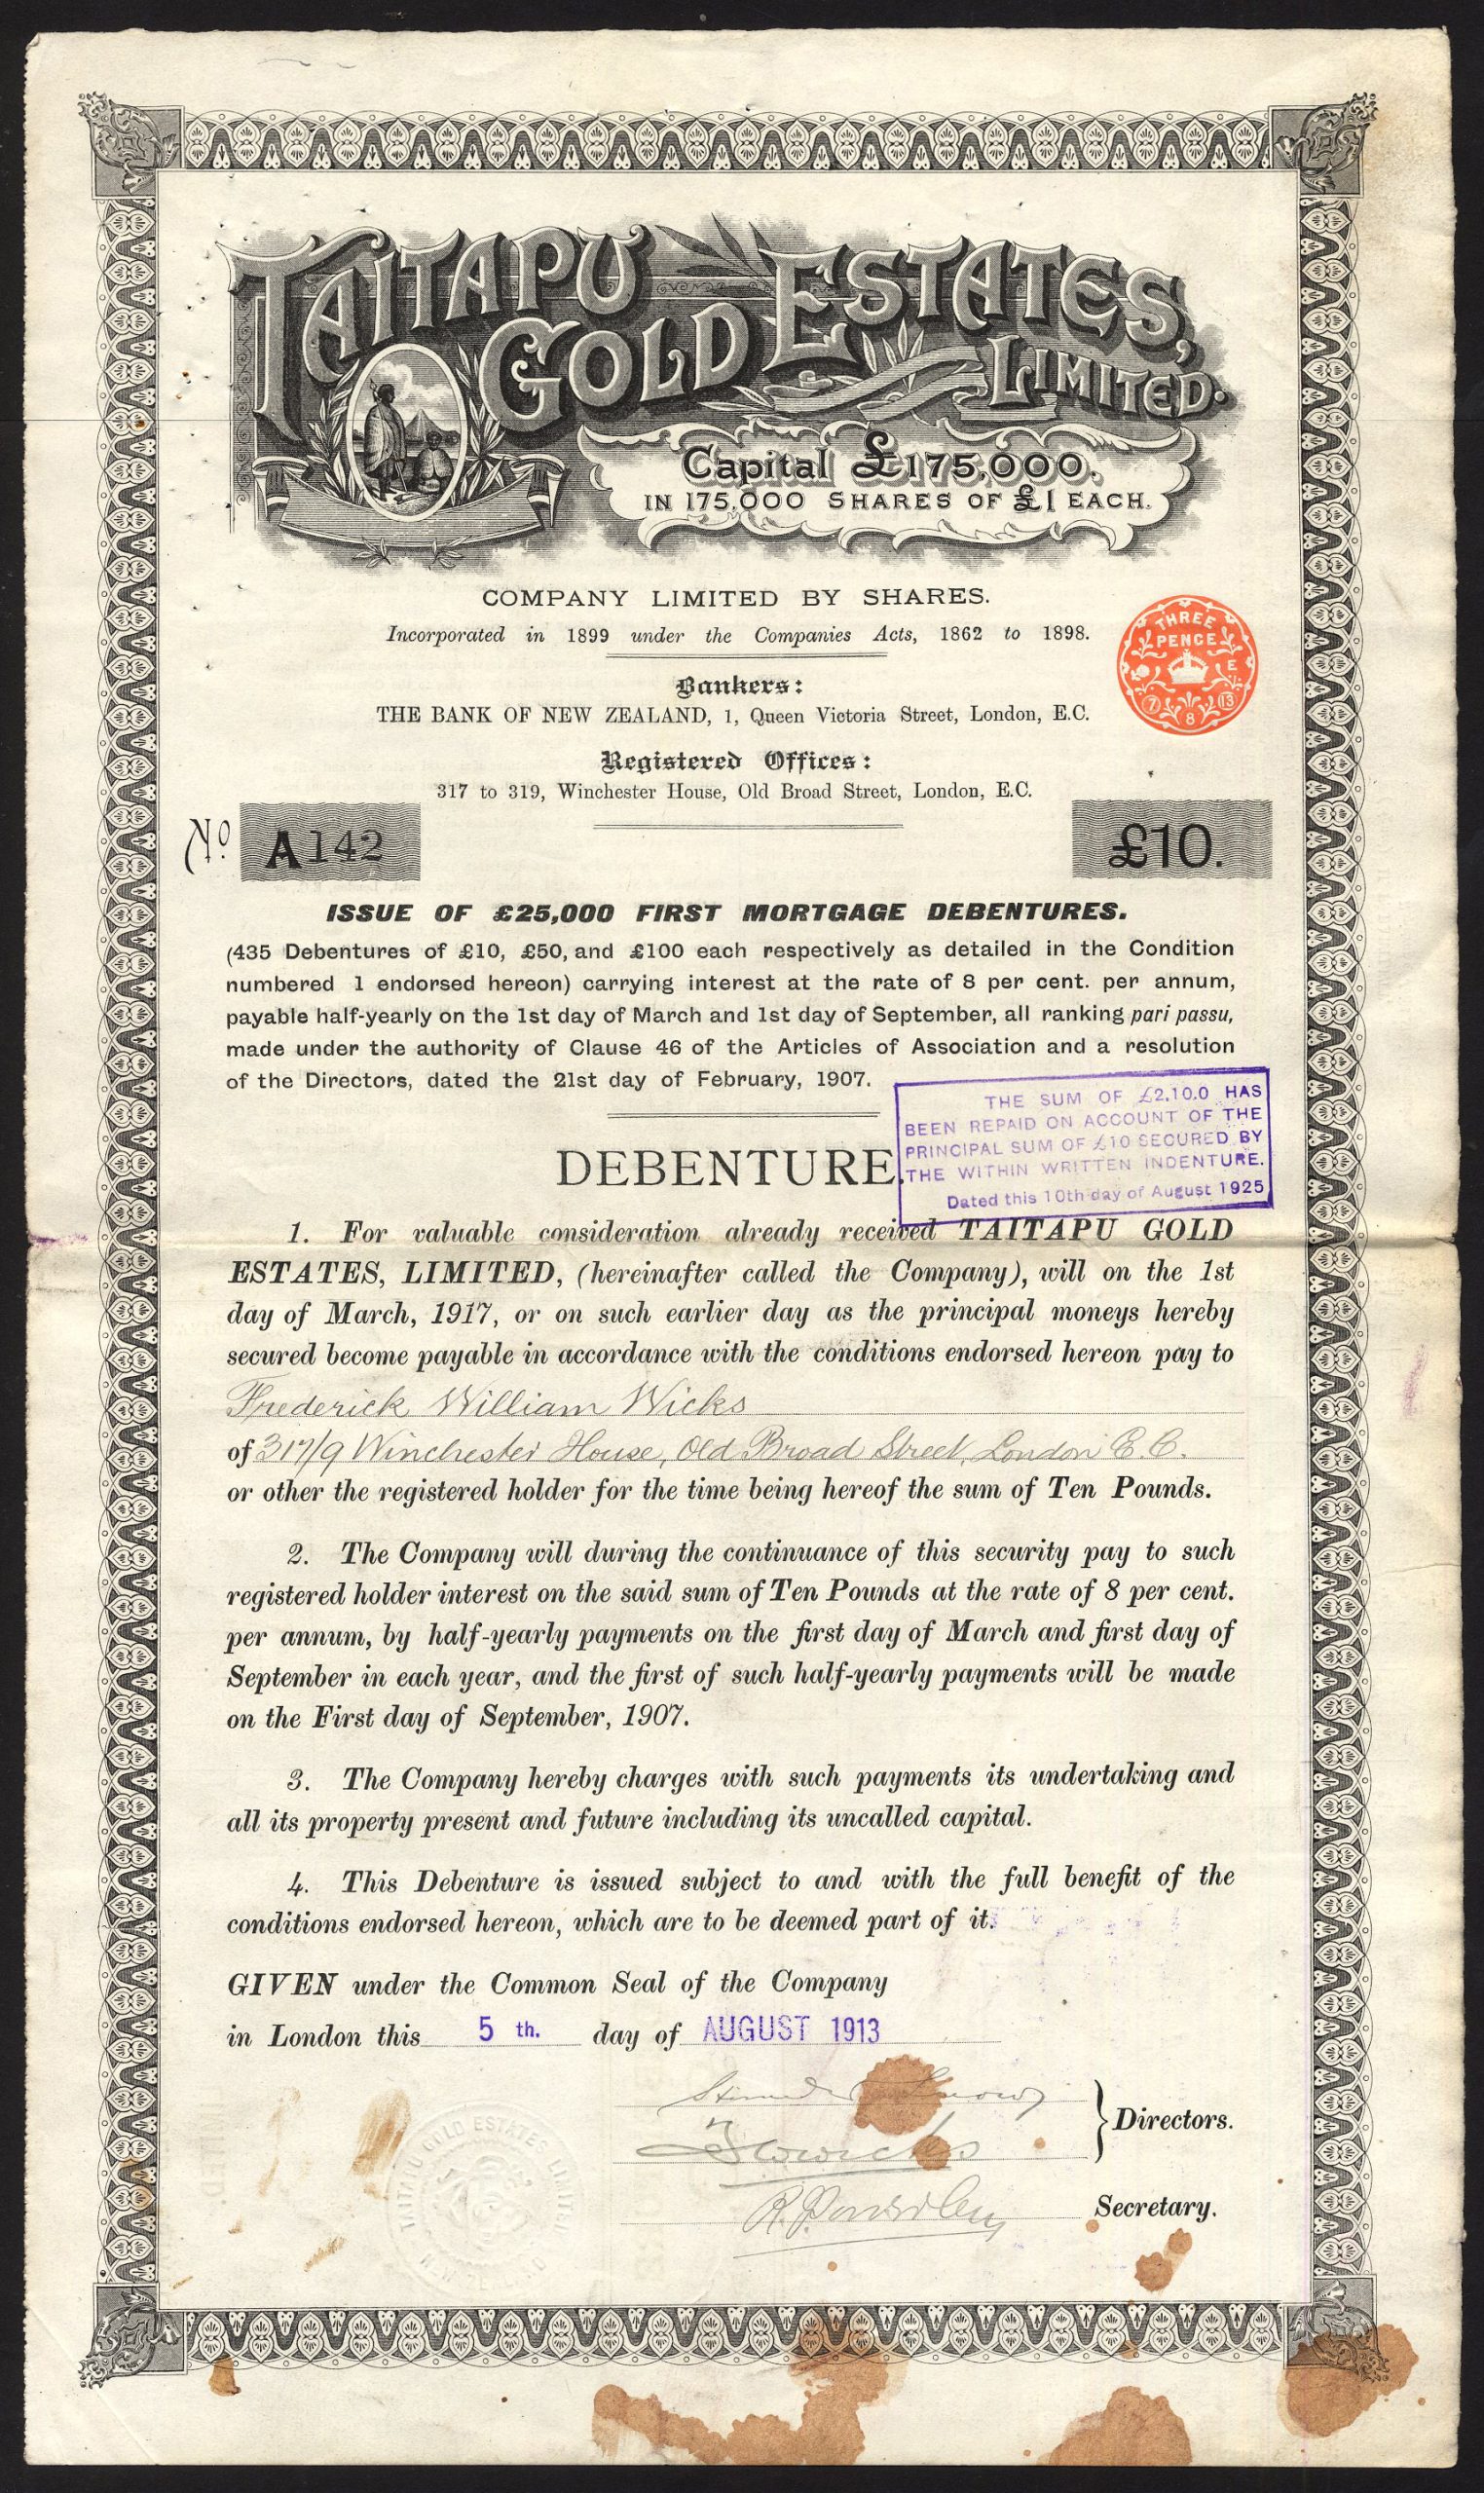 TAITAPU GOLD ESTATES, LIMITED.
Capital £175,000.
IN 175,000 SHARES OF £1 EACH.
COMPANY LIMITED BY SHARES.
Incorporated in 1899 under the Companies Acts, 1862 to 1898.
THREE
PENCE
E
7 8 13
Bankers:
THE BANK OF NEW ZEALAND, 1, Queen Victoria Street, London, E.C.
Registered Offices:
317 to 319, Winchester House, Old Broad Street, London, E.C.
No. A142
£10.
ISSUE OF £25,000 FIRST MORTGAGE DEBENTURES.
(435 Debentures of £10, £50, and £100 each respectively as detailed in the Condition
numbered 1 endorsed hereon) carrying interest at the rate of 8 per cent. per annum,
payable half-yearly on the 1st day of March and 1st day of September, all ranking pari passu,
made under the authority of Clause 46 of the Articles of Association and a resolution
of the Directors, dated the 21st day of February, 1907.
THE SUM OF £2.10.0 HAS
BEEN REPAID ON ACCOUNT OF THE
PRINCIPAL SUM OF £10 SECURED BY
THE WITHIN WRITTEN INDENTURE.
Dated this 10th day of August 1925
DEBENTURE.
1. For valuable consideration already received TAITAPU GOLD
ESTATES, LIMITED, (hereinafter called the Company), will on the 1st
day of March, 1917, or on such earlier day as the principal moneys hereby
secured become payable in accordance with the conditions endorsed hereon pay to
Frederick William Wicks
of 317/9 Winchester House, Old Broad Street, London E.C.
or other the registered holder for the time being hereof the sum of Ten Pounds.
2. The Company will during the continuance of this security pay to such
registered holder interest on the said sum of Ten Pounds at the rate of 8 per cent.
per annum, by half-yearly payments on the first day of March and first day of
September in each year, and the first of such half-yearly payments will be made
on the First day of September, 1907.
3. The Company hereby charges with such payments its undertaking and
all its property present and future including its uncalled capital.
4. This Debenture is issued subject to and with the full benefit of the
conditions endorsed hereon, which are to be deemed part of it.
GIVEN under the Common Seal of the Company
in London this 5 th. day of AUGUST 1913
Directors.
Secretary.
TAITAPU GOLD ESTATES LIMITED